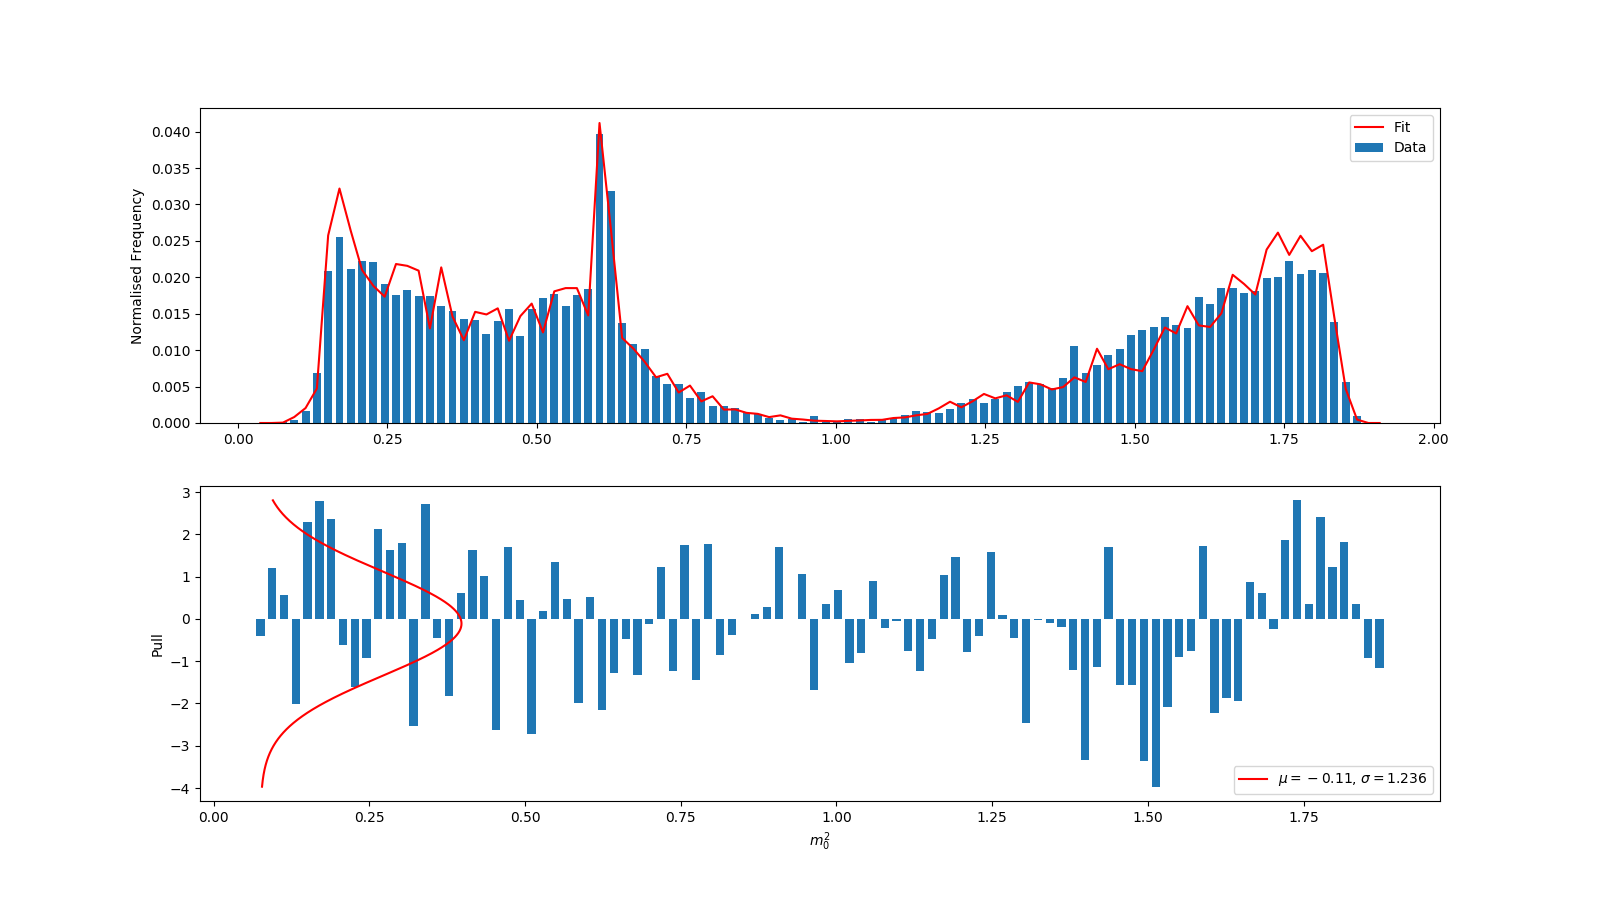 Normalised Frequency
0.040
0.035
0.030
0.025
0.020
0.015
0.010
0.005
0.000
Fit
Data
0.00 0.25 0.50 0.75 1.00 1.25 1.50 1.75 2.00
Pull
3
2
1
0
−1
−2
−3
−4
μ = −0.11, σ = 1.236
0.00 0.25 0.50 0.75 1.00 1.25 1.50 1.75
m₀²